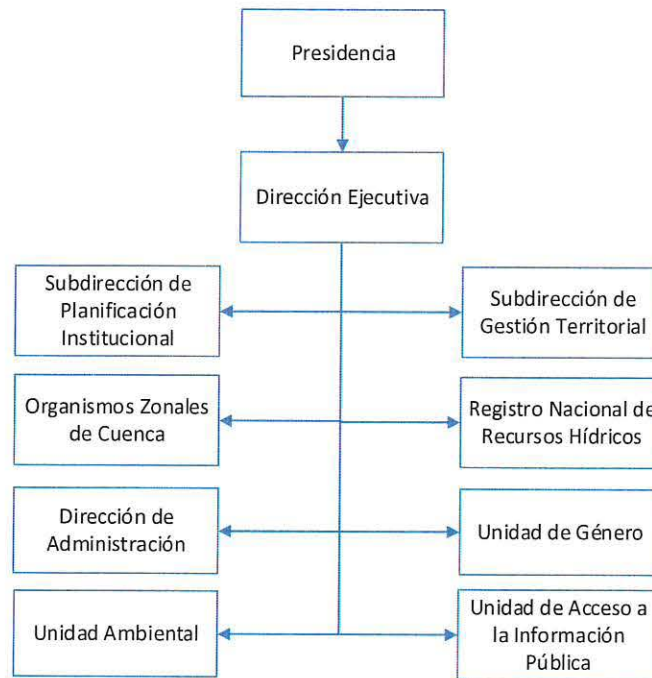 Presidencia
Dirección Ejecutiva
Subdirección de
Planificación
Institucional
Subdirección de
Gestión Territorial
Organismos Zonales
de Cuenca
Registro Nacional de
Recursos Hídricos
Dirección de
Administración
Unidad de Género
Unidad Ambiental
Unidad de Acceso a
la Información
Pública